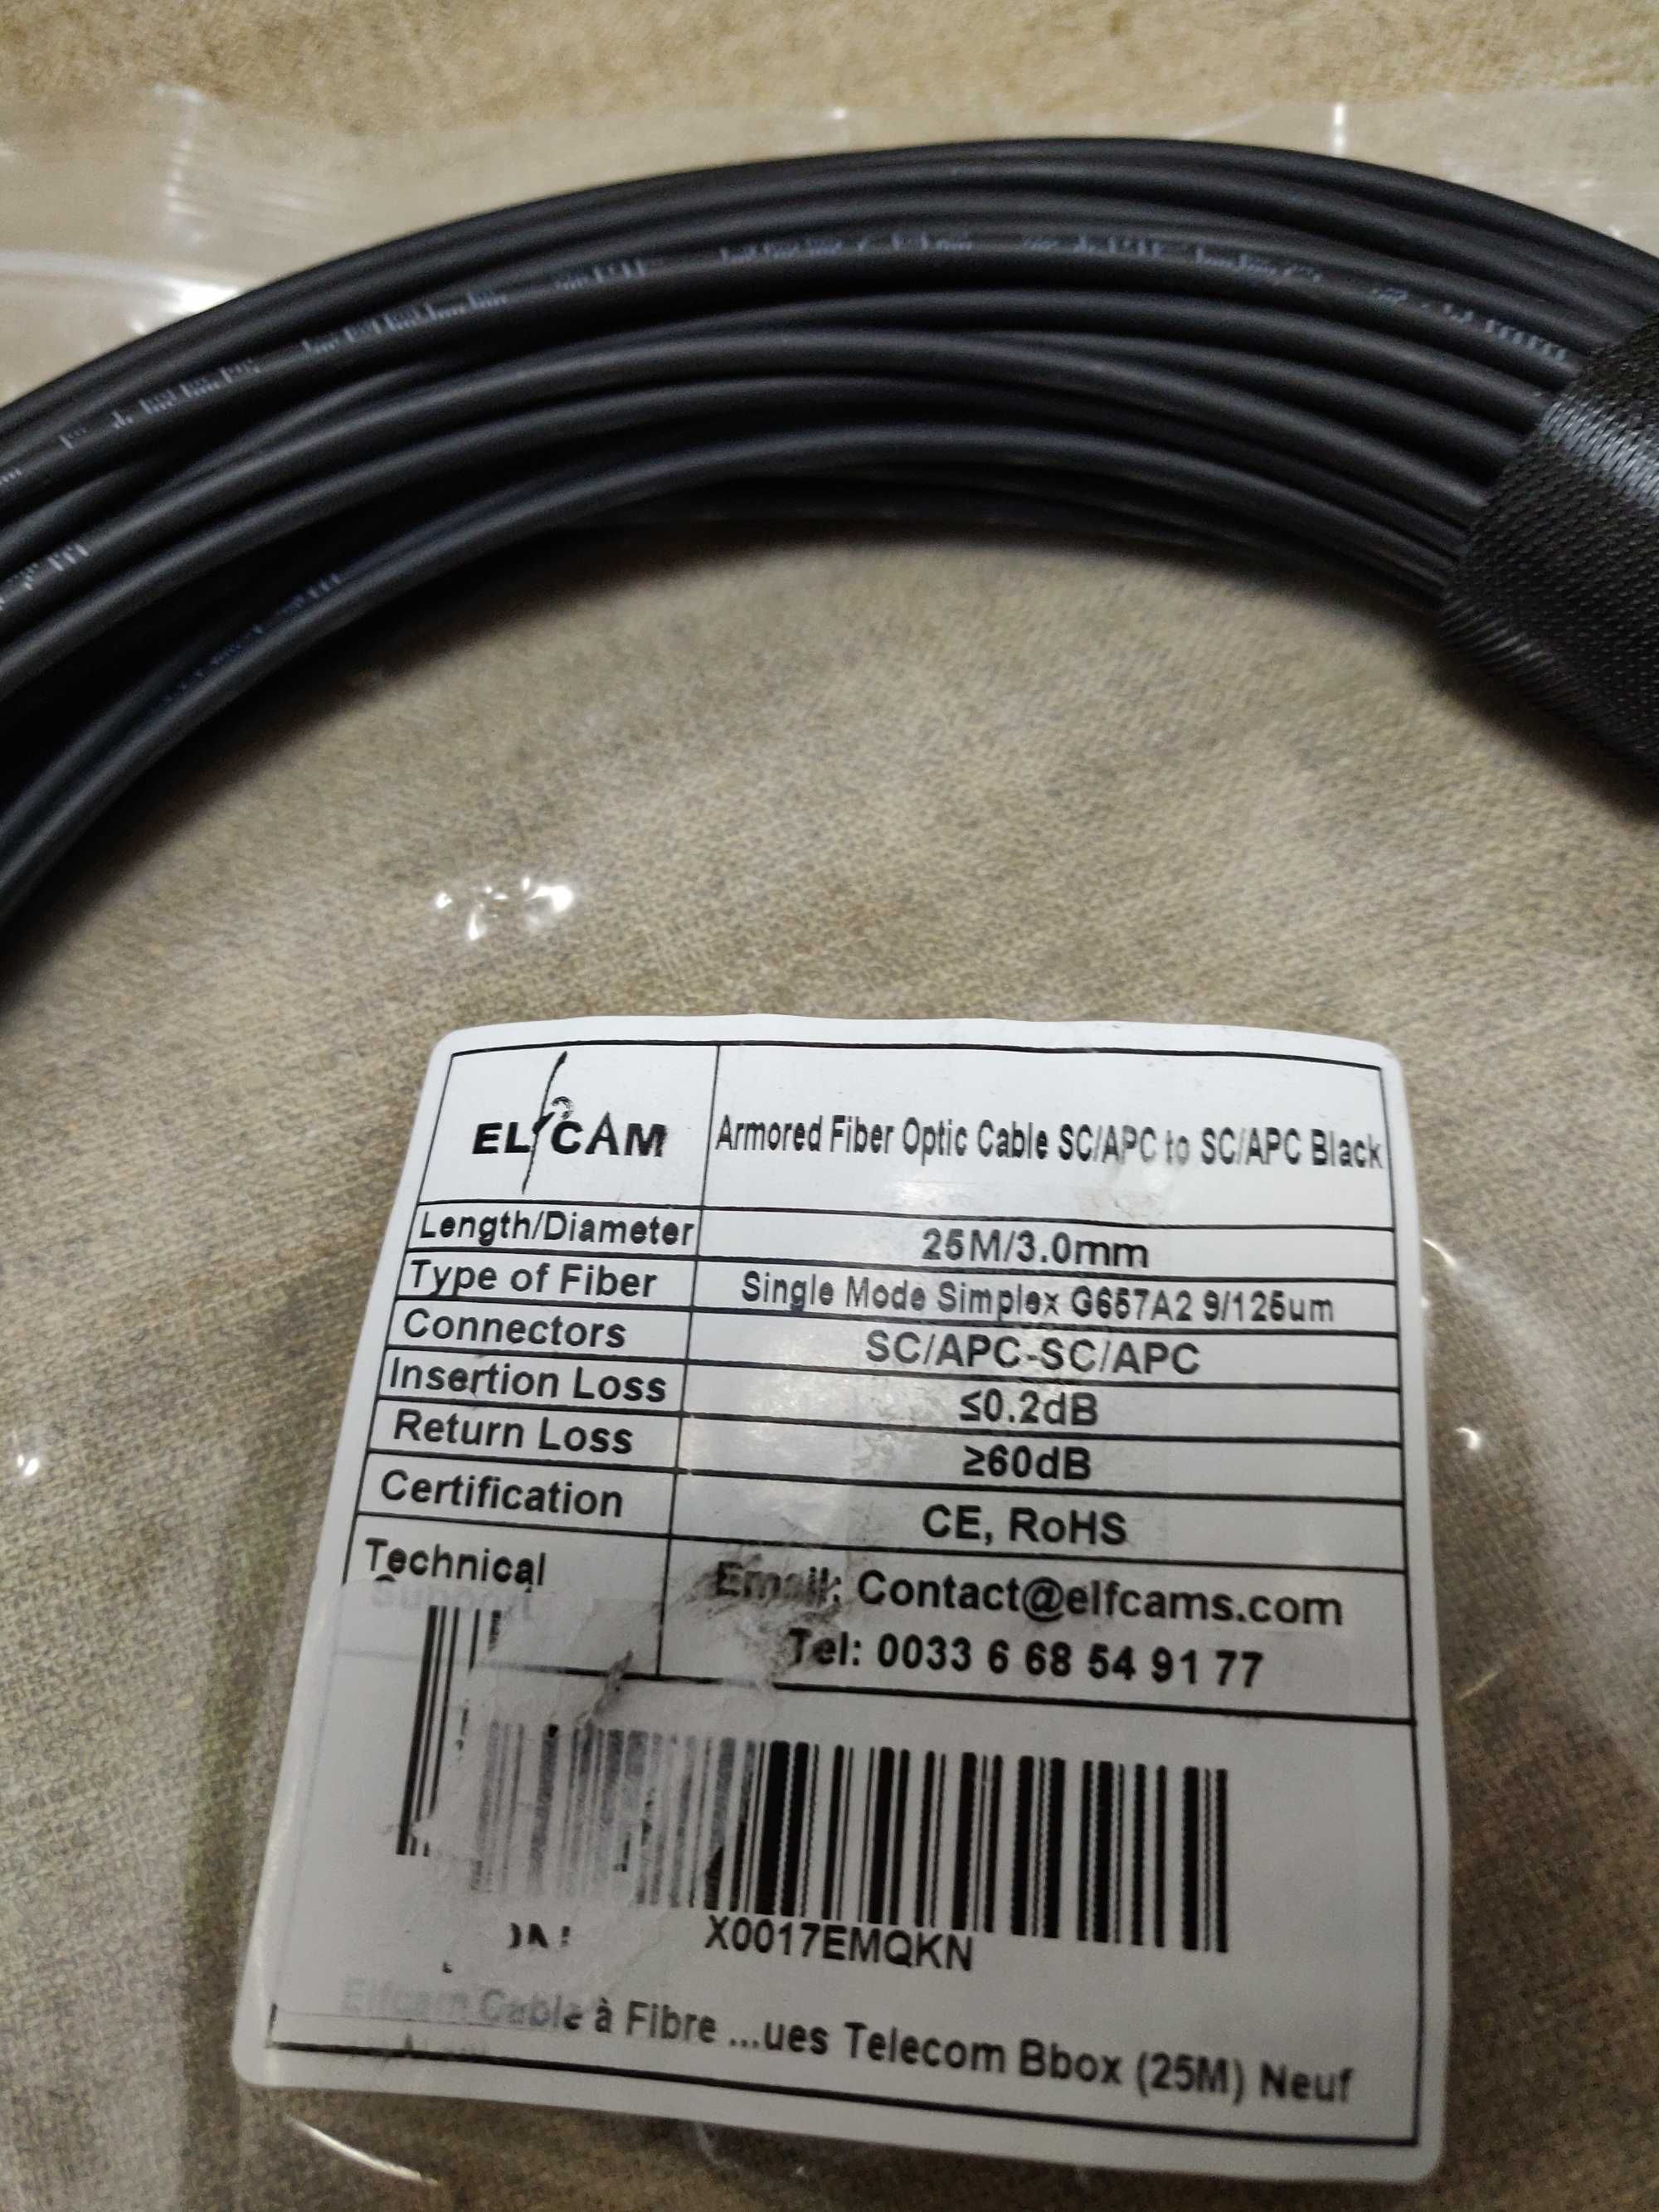 ELFCAM
Armored Fiber Optic Cable SC/APC to SC/APC Black
Length/Diameter 25M/3.0mm
Type of Fiber Single Mode Simplex G657A2 9/125um
Connectors SC/APC-SC/APC
Insertion Loss ≤0.2dB
Return Loss ≥60dB
Certification CE, RoHS
Technical Email: Contact@elfcams.com
Support Tel: 0033 6 68 54 91 77
X0017EMQKN
Elfcam Cable à Fibre ...ues Telecom Bbox (25M) Neuf